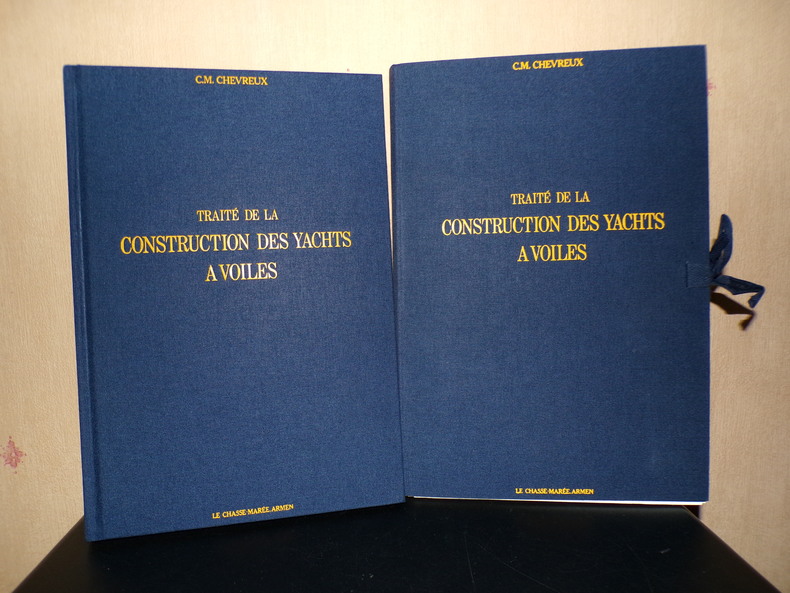 C.M. CHEVREUX
TRAITÉ DE LA
CONSTRUCTION DES YACHTS
A VOILES
LE CHASSE-MARÉE. ARMEN
C.M. CHEVREUX
TRAITÉ DE LA
CONSTRUCTION DES YACHTS
A VOILES
LE CHASSE-MARÉE. ARMEN